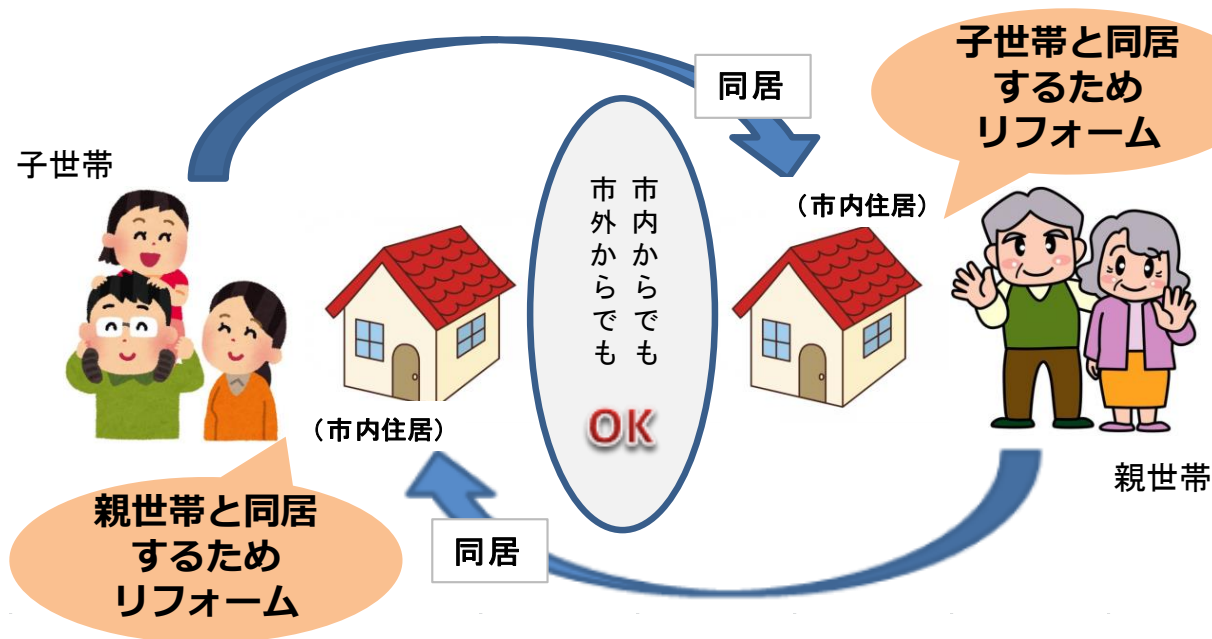 子世帯と同居
するため
リフォーム
同居
子世帯
市内からでも
市外からでも
OK
（市内住居）
（市内住居）
親世帯
親世帯と同居
するため
リフォーム
同居